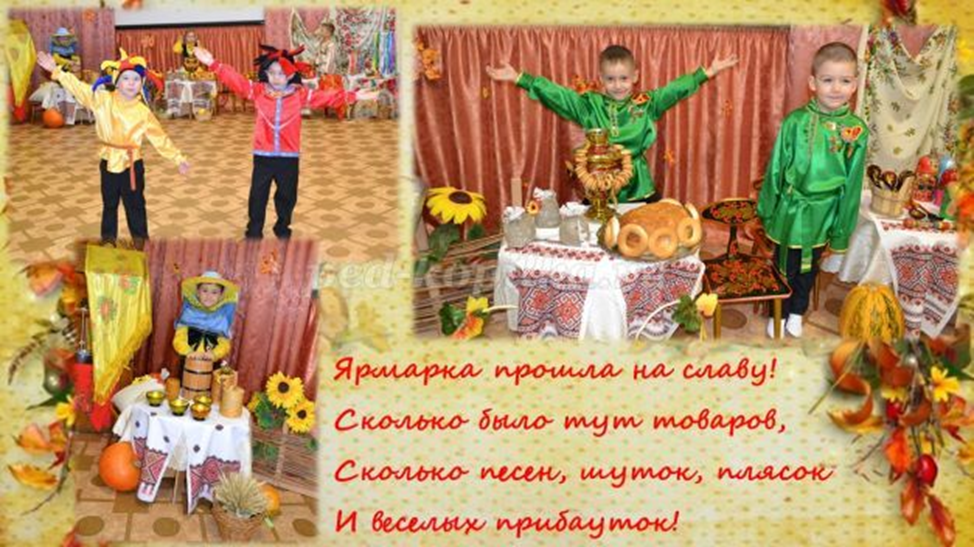 Ярмарка прошла на славу!
Сколько было тут товаров,
Сколько песен, шуток, плясок
И веселых прибауток!